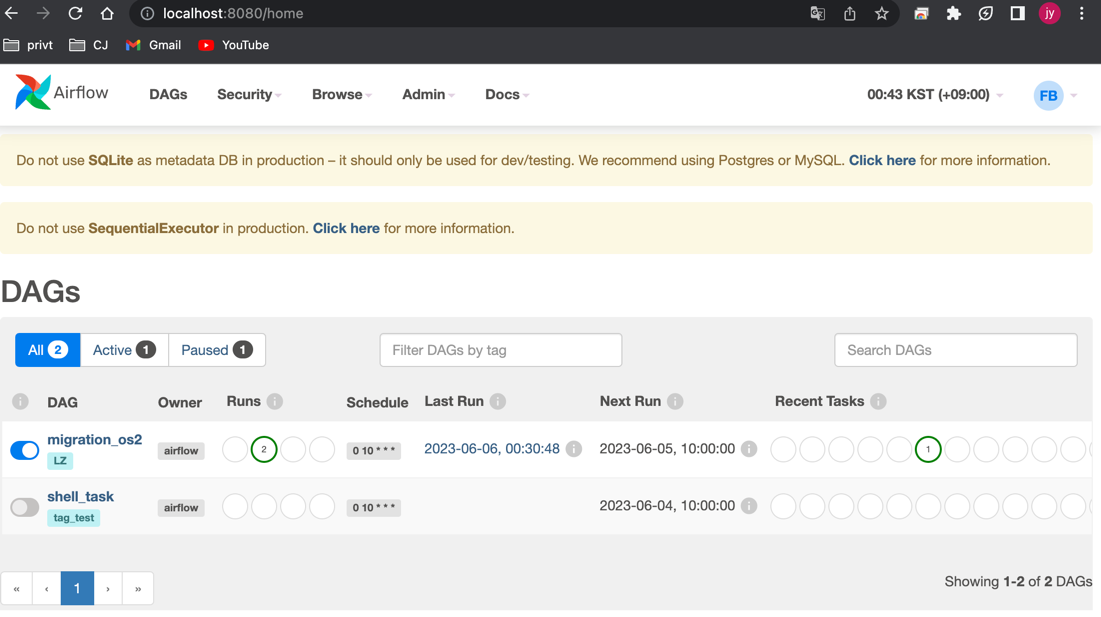 localhost:8080/home
jy
privt CJ Gmail YouTube
Airflow DAGs Security Browse Admin Docs 00:43 KST (+09:00) FB
Do not use SQLite as metadata DB in production – it should only be used for dev/testing. We recommend using Postgres or MySQL. Click here for more information.
Do not use SequentialExecutor in production. Click here for more information.
DAGs
All 2 Active 1 Paused 1 Filter DAGs by tag Search DAGs
i DAG Owner Runs i Schedule Last Run i Next Run i Recent Tasks i
migration_os2 airflow 2 0 10 * * * 2023-06-06, 00:30:48 i 2023-06-05, 10:00:00 i 1
LZ
shell_task airflow 0 10 * * * 2023-06-04, 10:00:00 i
tag_test
« ‹ 1 › » Showing 1-2 of 2 DAGs